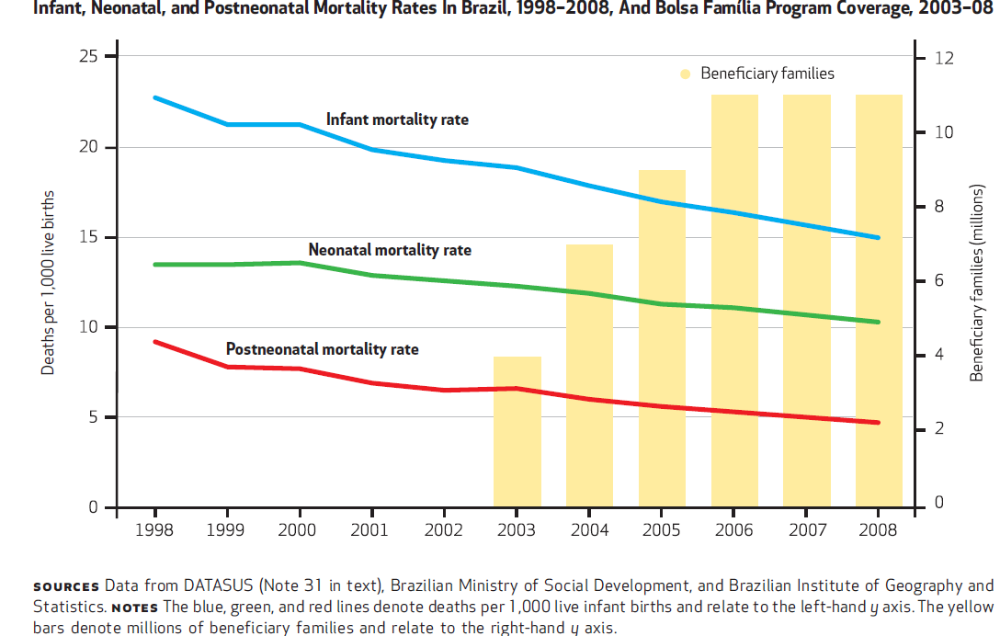 Infant, Neonatal, and Postneonatal Mortality Rates In Brazil, 1998–2008, And Bolsa Família Program Coverage, 2003–08
25
20
15
10
5
0
Deaths per 1,000 live births
Infant mortality rate
Neonatal mortality rate
Postneonatal mortality rate
Beneficiary families
12
10
8
6
4
2
0
Beneficiary families (millions)
1998 1999 2000 2001 2002 2003 2004 2005 2006 2007 2008
SOURCES Data from DATASUS (Note 31 in text), Brazilian Ministry of Social Development, and Brazilian Institute of Geography and
Statistics. NOTES The blue, green, and red lines denote deaths per 1,000 live infant births and relate to the left-hand y axis. The yellow
bars denote millions of beneficiary families and relate to the right-hand y axis.